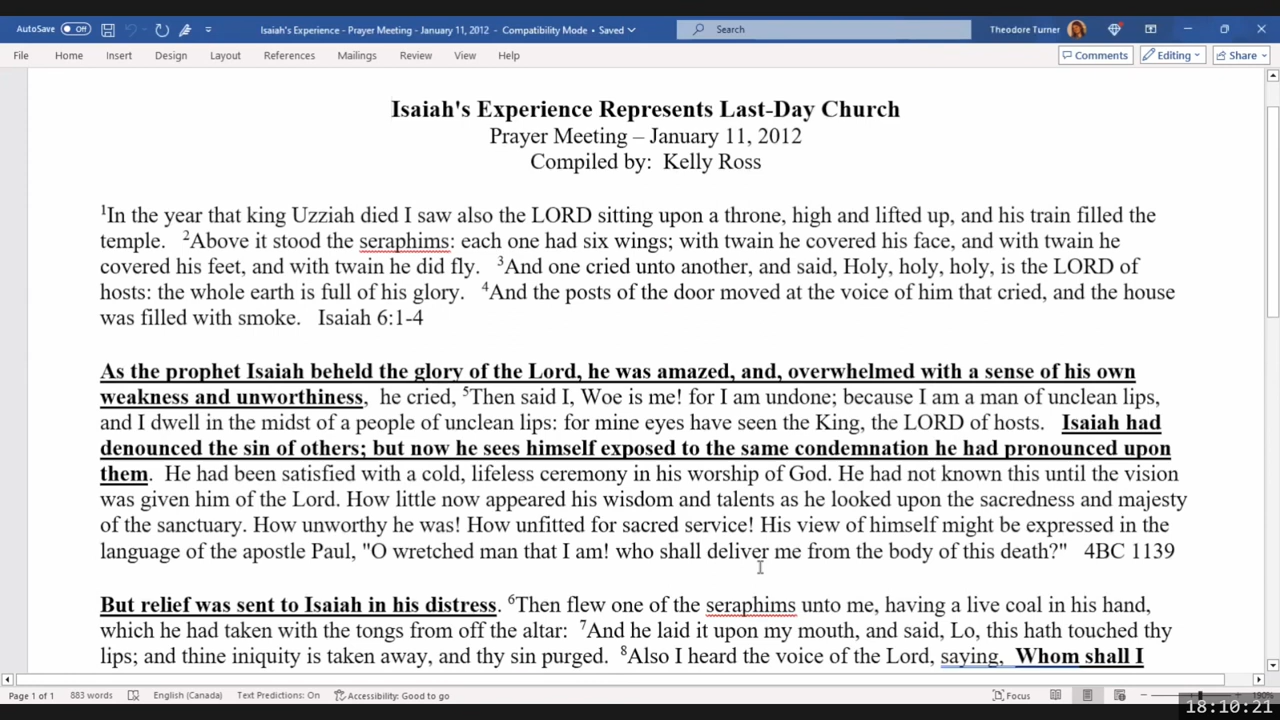 AutoSave Off Isaiah's Experience - Prayer Meeting - January 11, 2012 - Compatibility Mode • Saved Search Theodore Turner
File Home Insert Design Layout References Mailings Review View Help Comments Editing Share
Isaiah's Experience Represents Last-Day Church
Prayer Meeting – January 11, 2012
Compiled by: Kelly Ross
1In the year that king Uzziah died I saw also the LORD sitting upon a throne, high and lifted up, and his train filled the
temple. 2Above it stood the seraphims: each one had six wings; with twain he covered his face, and with twain he
covered his feet, and with twain he did fly. 3And one cried unto another, and said, Holy, holy, holy, is the LORD of
hosts: the whole earth is full of his glory. 4And the posts of the door moved at the voice of him that cried, and the house
was filled with smoke. Isaiah 6:1-4
As the prophet Isaiah beheld the glory of the Lord, he was amazed, and, overwhelmed with a sense of his own
weakness and unworthiness, he cried, 5Then said I, Woe is me! for I am undone; because I am a man of unclean lips,
and I dwell in the midst of a people of unclean lips: for mine eyes have seen the King, the LORD of hosts. Isaiah had
denounced the sin of others; but now he sees himself exposed to the same condemnation he had pronounced upon
them. He had been satisfied with a cold, lifeless ceremony in his worship of God. He had not known this until the vision
was given him of the Lord. How little now appeared his wisdom and talents as he looked upon the sacredness and majesty
of the sanctuary. How unworthy he was! How unfitted for sacred service! His view of himself might be expressed in the
language of the apostle Paul, "O wretched man that I am! who shall deliver me from the body of this death?" 4BC 1139
But relief was sent to Isaiah in his distress. 6Then flew one of the seraphims unto me, having a live coal in his hand,
which he had taken with the tongs from off the altar: 7And he laid it upon my mouth, and said, Lo, this hath touched thy
lips; and thine iniquity is taken away, and thy sin purged. 8Also I heard the voice of the Lord, saying, Whom shall I
Page 1 of 1 883 words English (Canada) Text Predictions: On Accessibility: Good to go Focus
18:10:21